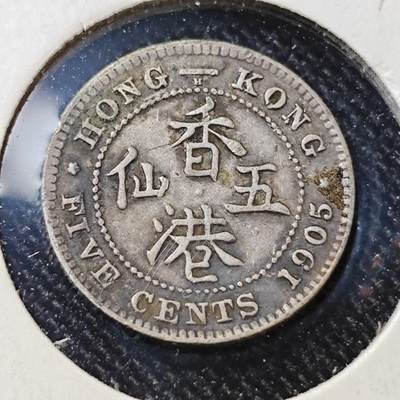 HONG - KONG
H
香港
五仙
FIVE CENTS 1905